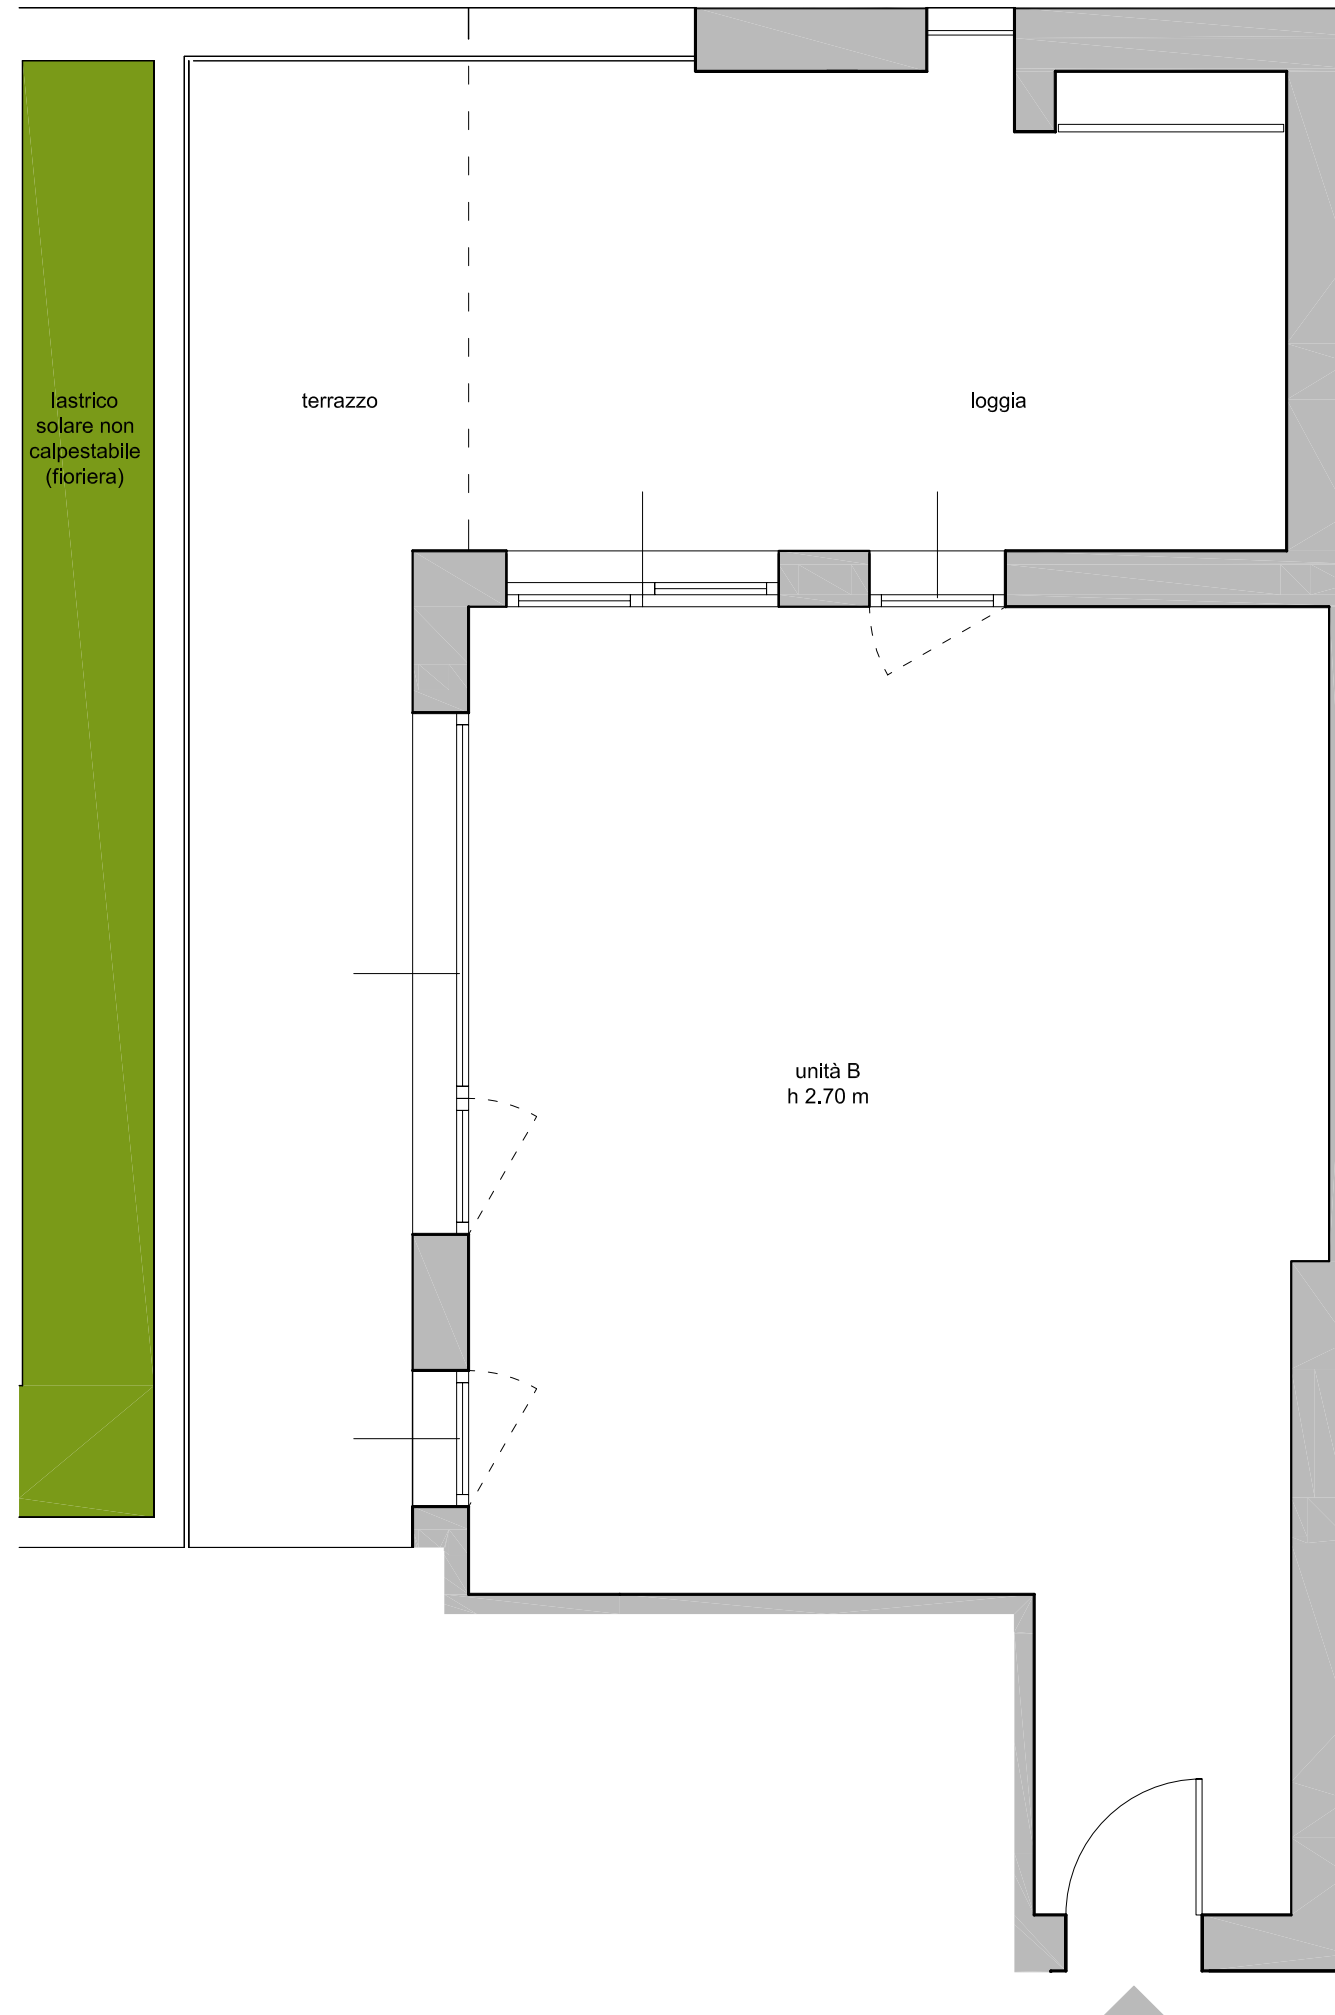 lastrico
solare non
calpestabile
(fioriera)
terrazzo
loggia
unità B
h 2.70 m